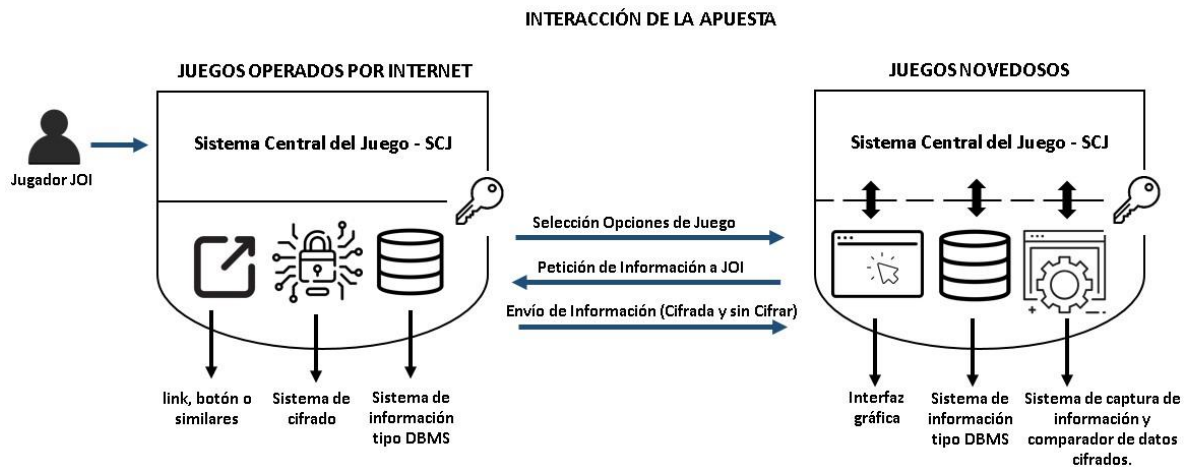 INTERACCIÓN DE LA APUESTA
JUEGOS OPERADOS POR INTERNET
JUEGOS NOVEDOSOS
Jugador JOI
Sistema Central del Juego - SCJ
Sistema Central del Juego - SCJ
Selección Opciones de Juego
Petición de Información a JOI
Envío de Información (Cifrada y sin Cifrar)
link, botón o
similares
Sistema de
cifrado
Sistema de
información
tipo DBMS
Interfaz
gráfica
Sistema de
información
tipo DBMS
Sistema de captura de
información y
comparador de datos
cifrados.